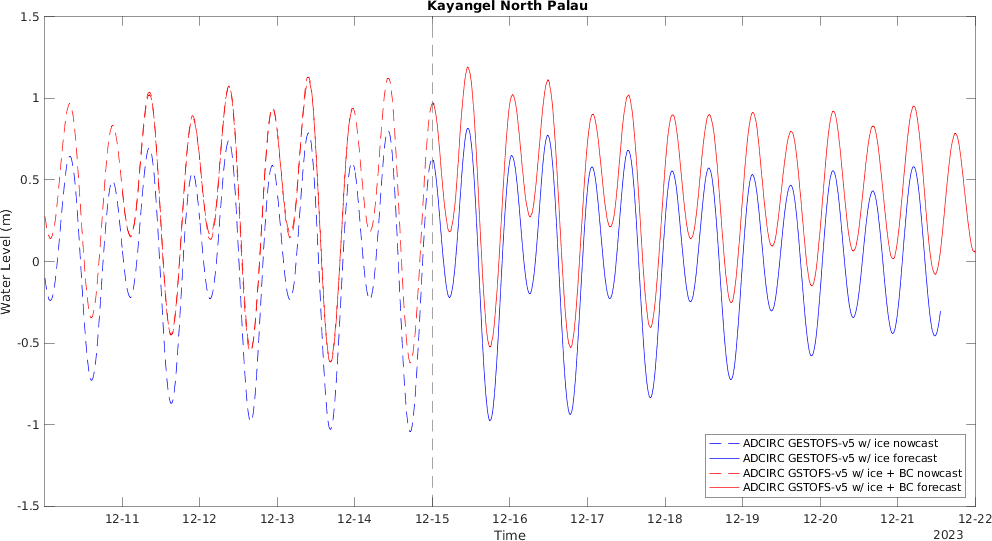 Kayangel North Palau
1.5
1
0.5
0
-0.5
-1
-1.5
Water Level (m)
12-11 12-12 12-13 12-14 12-15 12-16 12-17 12-18 12-19 12-20 12-21 12-22
2023
Time
ADCIRC GESTOFS-v5 w/ ice nowcast
ADCIRC GESTOFS-v5 w/ ice forecast
ADCIRC GSTOFS-v5 w/ ice + BC nowcast
ADCIRC GSTOFS-v5 w/ ice + BC forecast